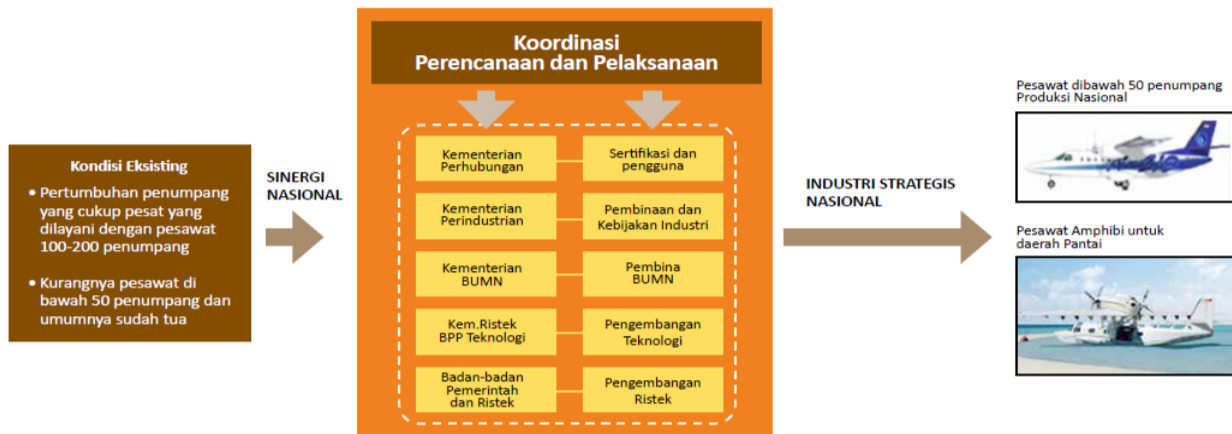 Kondisi Eksisting
• Pertumbuhan penumpang
yang cukup pesat yang
dilayani dengan pesawat
100-200 penumpang
• Kurangnya pesawat di
bawah 50 penumpang dan
umumnya sudah tua
SINERGI
NASIONAL
Koordinasi
Perencanaan dan Pelaksanaan
Kementerian
Perhubungan
Sertifikasi dan
pengguna
Kementerian
Perindustrian
Pembinaan dan
Kebijakan Industri
Kementerian
BUMN
Pembina
BUMN
Kem.Ristek
BPP Teknologi
Pengembangan
Teknologi
Badan-badan
Pemerintah
dan Ristek
Pengembangan
Ristek
INDUSTRI STRATEGIS
NASIONAL
Pesawat dibawah 50 penumpang
Produksi Nasional
Pesawat Amphibi untuk
daerah Pantai